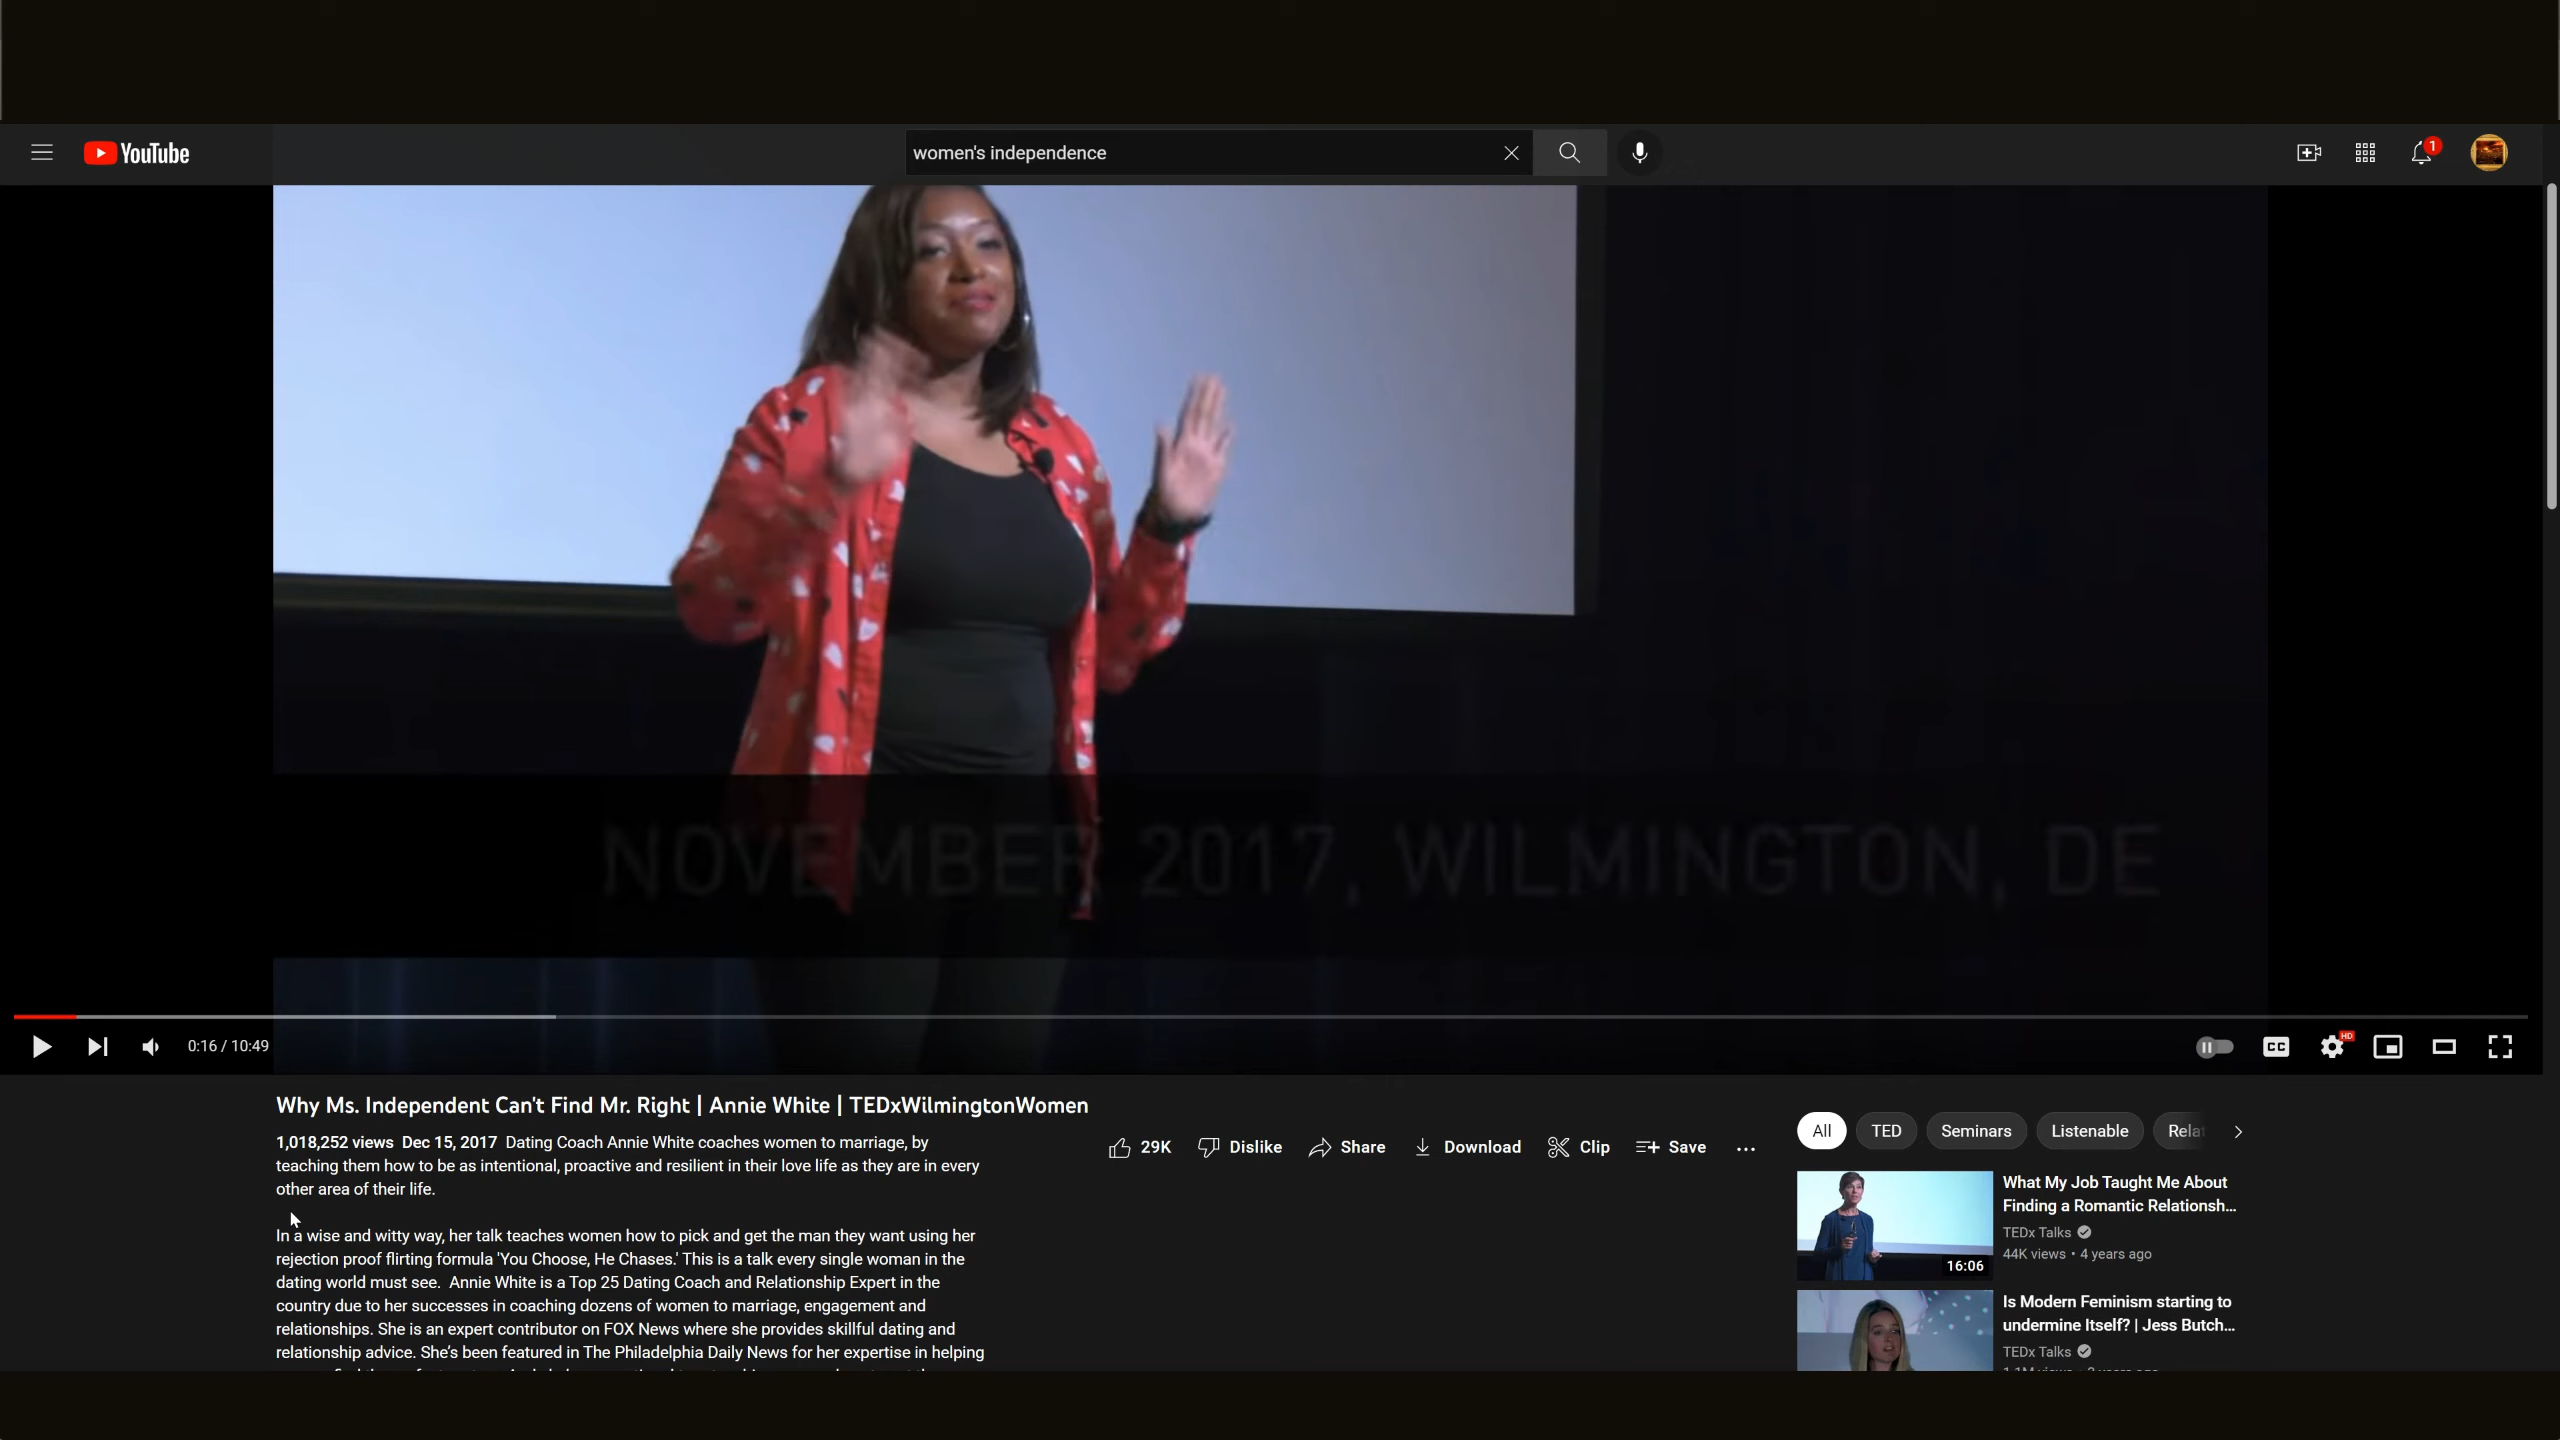 YouTube
women's independence
1
NOVEMBER 2017, WILMINGTON, DE
0:16 / 10:49
CC
HD
Why Ms. Independent Can't Find Mr. Right | Annie White | TEDxWilmingtonWomen
1,018,252 views Dec 15, 2017 Dating Coach Annie White coaches women to marriage, by
teaching them how to be as intentional, proactive and resilient in their love life as they are in every
other area of their life.
In a wise and witty way, her talk teaches women how to pick and get the man they want using her
rejection proof flirting formula 'You Choose, He Chases.' This is a talk every single woman in the
dating world must see. Annie White is a Top 25 Dating Coach and Relationship Expert in the
country due to her successes in coaching dozens of women to marriage, engagement and
relationships. She is an expert contributor on FOX News where she provides skillful dating and
relationship advice. She's been featured in The Philadelphia Daily News for her expertise in helping
29K Dislike Share Download Clip Save ...
All TED Seminars Listenable Rela
16:06
What My Job Taught Me About
Finding a Romantic Relationsh...
TEDx Talks
44K views • 4 years ago
Is Modern Feminism starting to
undermine Itself? | Jess Butch...
TEDx Talks